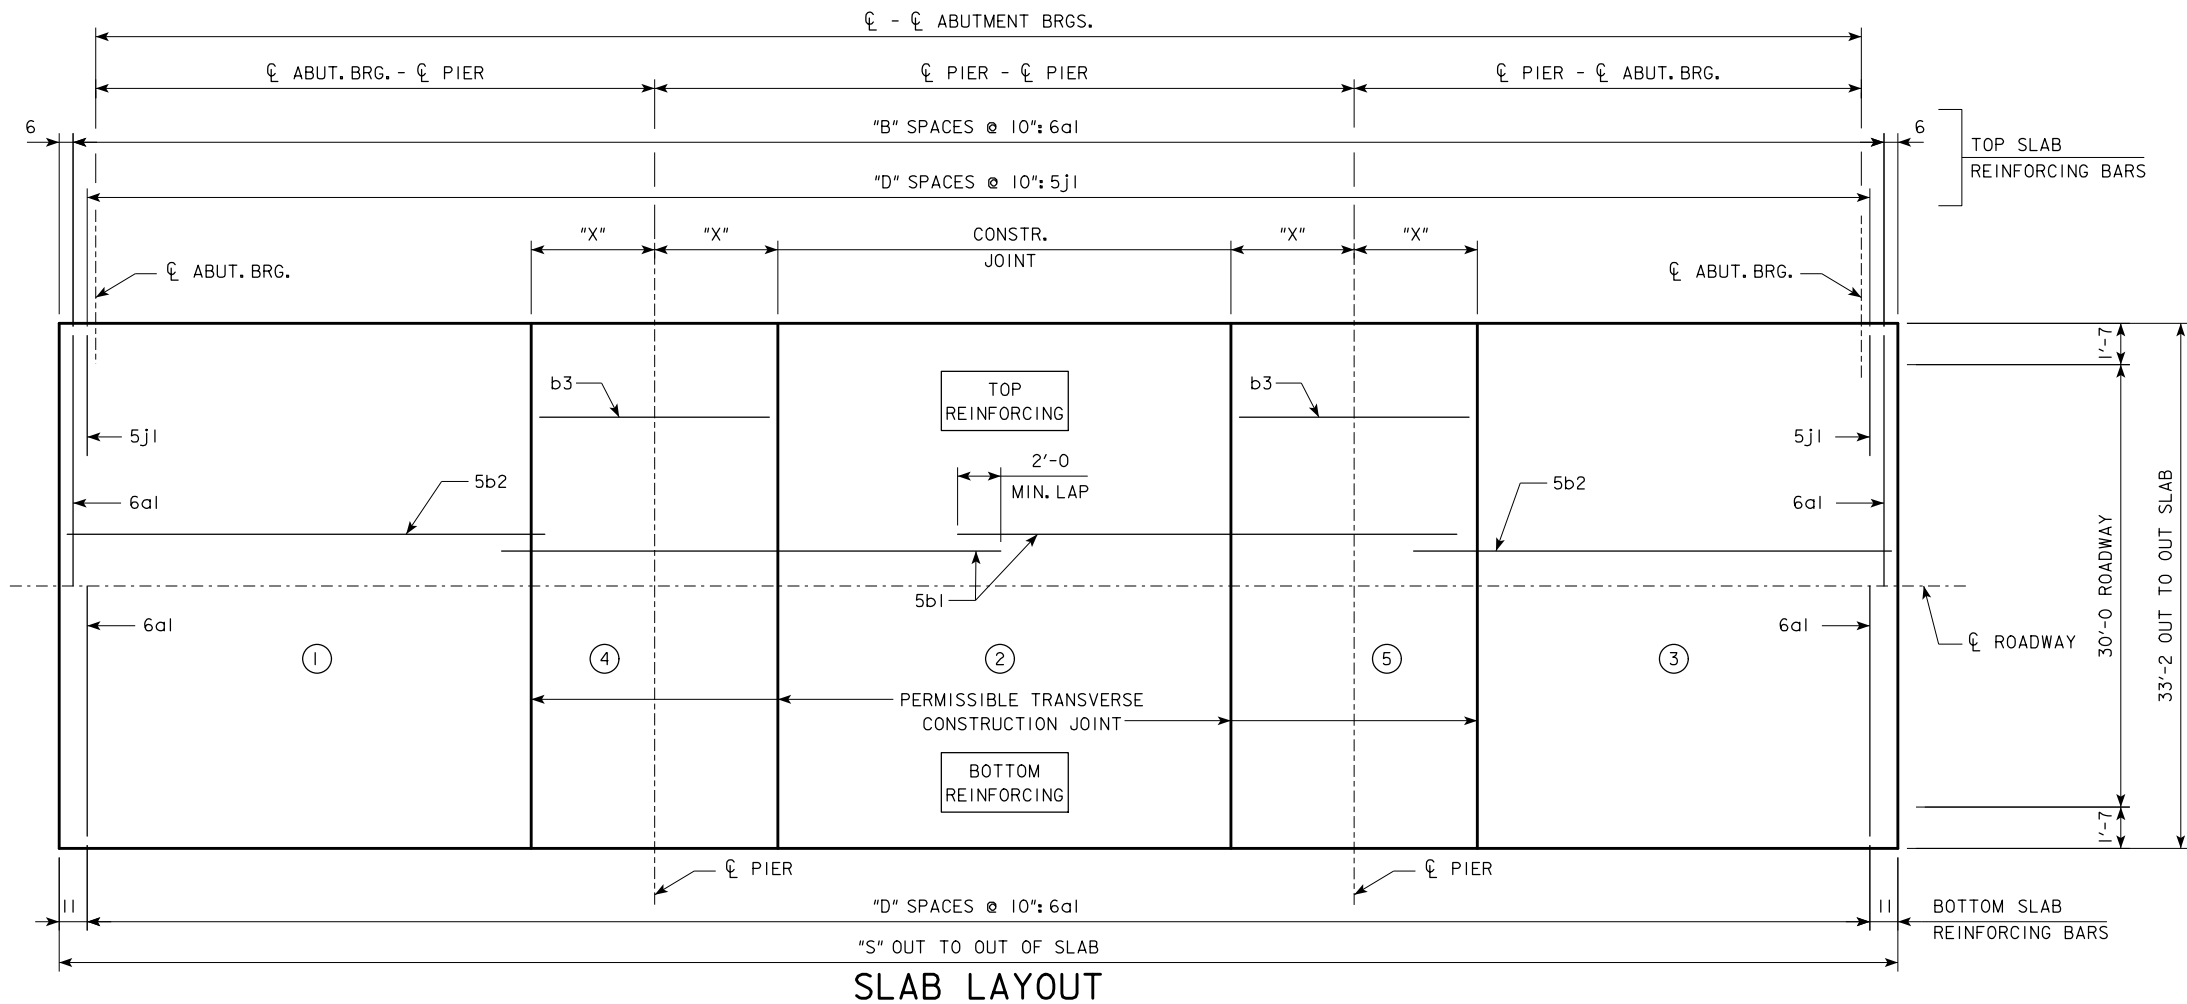 ℄ - ℄ ABUTMENT BRGS.
℄ ABUT. BRG. - ℄ PIER
℄ PIER - ℄ PIER
℄ PIER - ℄ ABUT. BRG.
6
"B" SPACES @ 10": 6a1
6
TOP SLAB
REINFORCING BARS
"D" SPACES @ 10": 5j1
"X"
"X"
CONSTR.
JOINT
"X"
"X"
℄ ABUT. BRG.
℄ ABUT. BRG.
1'-7
b3
TOP
REINFORCING
b3
5j1
5j1
2'-0
MIN. LAP
5b2
5b2
6a1
6a1
30'-0 ROADWAY
33'-2 OUT TO OUT SLAB
5b1
6a1
6a1
℄ ROADWAY
1
4
2
5
3
PERMISSIBLE TRANSVERSE
CONSTRUCTION JOINT
BOTTOM
REINFORCING
1'-7
℄ PIER
℄ PIER
11
"D" SPACES @ 10": 6a1
11
BOTTOM SLAB
REINFORCING BARS
"S" OUT TO OUT OF SLAB
SLAB LAYOUT